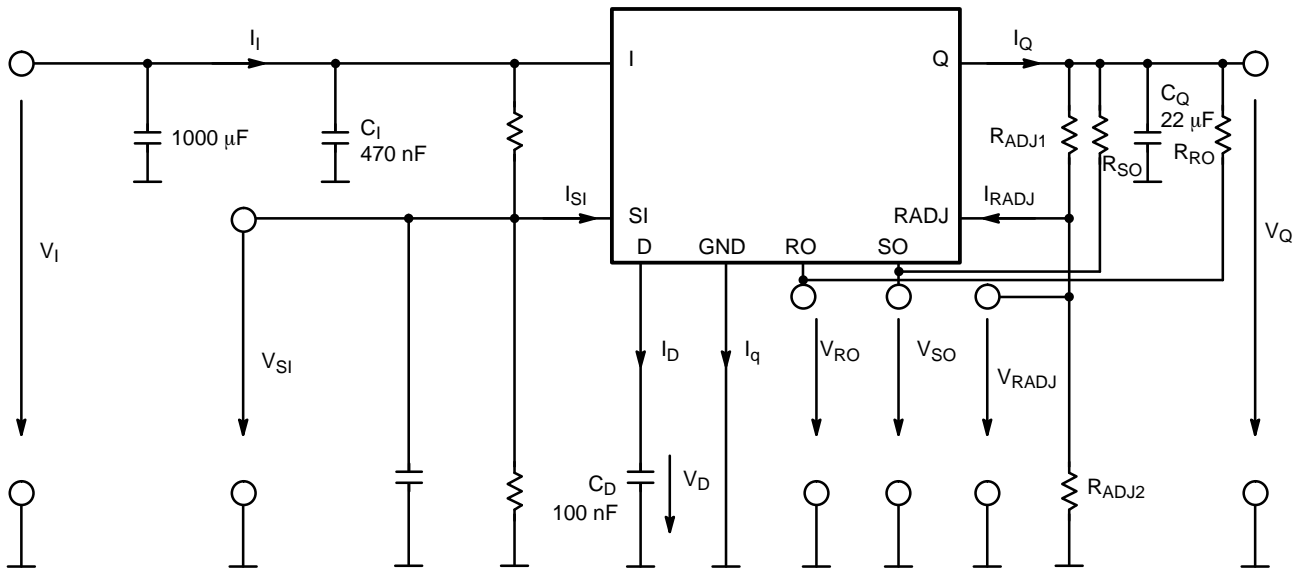 I_I
I_Q
I
Q
1000 µF
C_I
470 nF
C_Q
22 µF
R_ADJ1
R_SO
R_RO
I_SI
I_RADJ
SI
RADJ
D
GND
RO
SO
V_I
V_SI
V_Q
I_D
I_q
V_RO
V_SO
V_RADJ
C_D
100 nF
V_D
R_ADJ2